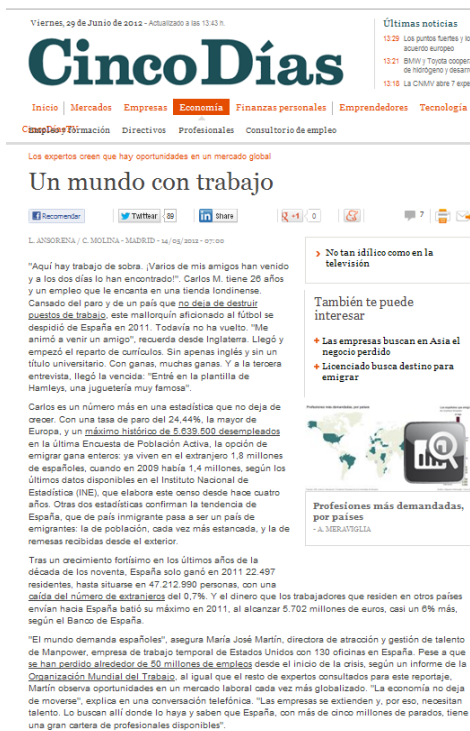 Viernes, 29 de Junio de 2012 - Actualizado a las 13:43 h.
Últimas noticias
13:29 Los puntos fuertes y lo
acuerdo europeo
13:21 BMW y Toyota cooper
de hidrógeno y desarr
13:18 La CNMV abre 7 expe
CincoDías
Inicio Mercados Empresas Economía Finanzas personales Emprendedores Tecnología
Empleo y formación Directivos Profesionales Consultorio de empleo
Los expertos creen que hay oportunidades en un mercado global
Un mundo con trabajo
Recomendar Twittear 89 Share +1 0 7
L. ANSORENA / C. MOLINA - MADRID - 14/05/2012 - 07:00
"Aquí hay trabajo de sobra. ¡Varios de mis amigos han venido
y a los dos días lo han encontrado!". Carlos M. tiene 26 años
y un empleo que le encanta en una tienda londinense.
Cansado del paro y de un país que no deja de destruir
puestos de trabajo, este mallorquín aficionado al fútbol se
despidió de España en 2011. Todavía no ha vuelto. "Me
animó a venir un amigo", recuerda desde Inglaterra. Llegó y
empezó el reparto de currículos. Sin apenas inglés y sin un
título universitario. Con ganas, muchas ganas. Y a la tercera
entrevista, llegó la vencida: "Entré en la plantilla de
Hamleys, una juguetería muy famosa".
Carlos es un número más en una estadística que no deja de
crecer. Con una tasa de paro del 24,44%, la mayor de
Europa, y un máximo histórico de 5.639.500 desempleados
en la última Encuesta de Población Activa, la opción de
emigrar gana enteros: ya viven en el extranjero 1,8 millones
de españoles, cuando en 2009 había 1,4 millones, según los
últimos datos disponibles en el Instituto Nacional de
Estadística (INE), que elabora este censo desde hace cuatro
años. Otras dos estadísticas confirman la tendencia de
España, que de país inmigrante pasa a ser un país de
emigrantes: la de población, cada vez más estancada, y la de
remesas recibidas desde el exterior.
No tan idílico como en la
televisión
También te puede
interesar
Las empresas buscan en Asia el
negocio perdido
Licenciado busca destino para
emigrar
Profesiones más demandadas, por países
Profesiones más demandadas,
por países
- A. MERAVIGLIA
Tras un crecimiento fortísimo en los últimos años de la
década de los noventa, España solo ganó en 2011 22.497
residentes, hasta situarse en 47.212.990 personas, con una
caída del número de extranjeros del 0,7%. Y el dinero que los trabajadores que residen en otros países
envían hacia España batió su máximo en 2011, al alcanzar 5.702 millones de euros, casi un 6% más,
según el Banco de España.
"El mundo demanda españoles", asegura María José Martín, directora de atracción y gestión de talento
de Manpower, empresa de trabajo temporal de Estados Unidos con 130 oficinas en España. Pese a que
se han perdido alrededor de 50 millones de empleos desde el inicio de la crisis, según un informe de la
Organización Mundial del Trabajo, al igual que el resto de expertos consultados para este reportaje,
Martín observa oportunidades en un mercado laboral cada vez más globalizado. "La economía no deja
de moverse", explica en una conversación telefónica. "Las empresas se extienden y, por eso, necesitan
talento. Lo buscan allí donde lo haya y saben que España, con más de cinco millones de parados, tiene
una gran cartera de profesionales disponibles".